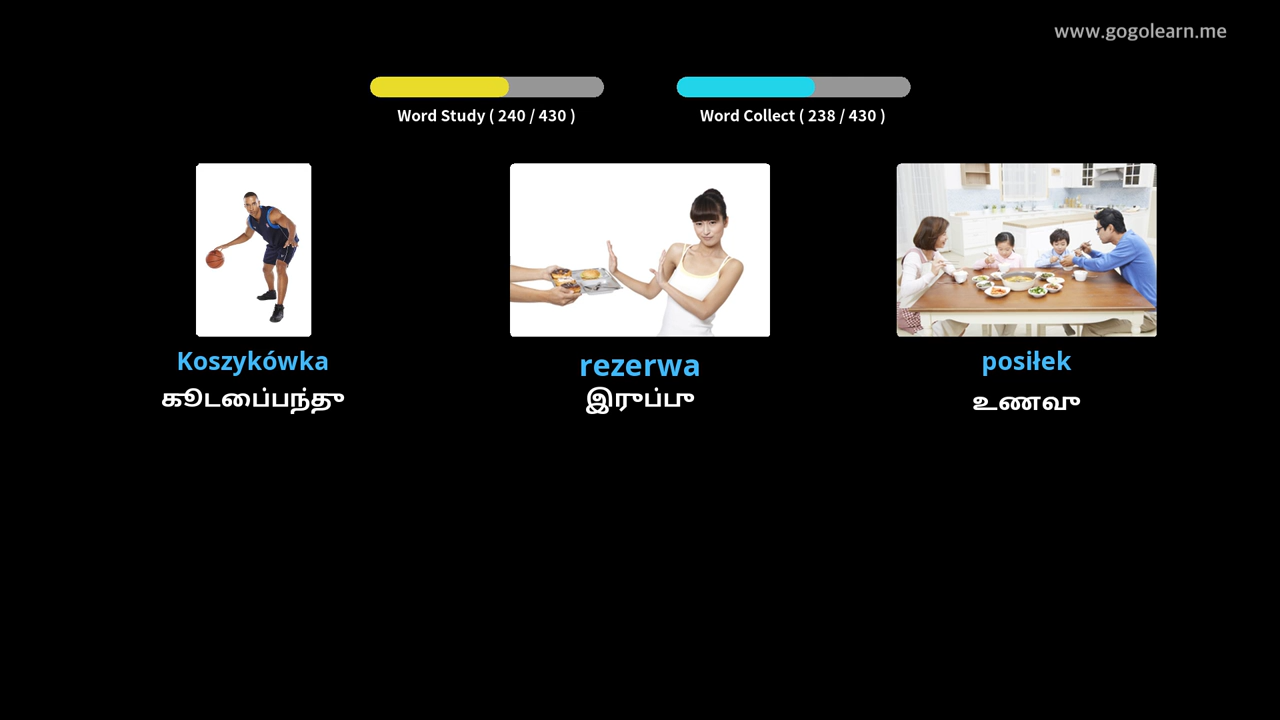 www.gogolearn.me
Word Study ( 240 / 430 )
Word Collect ( 238 / 430 )
Koszykówka
கூடைப்பந்து
rezerwa
இருப்பு
posiłek
உணவு